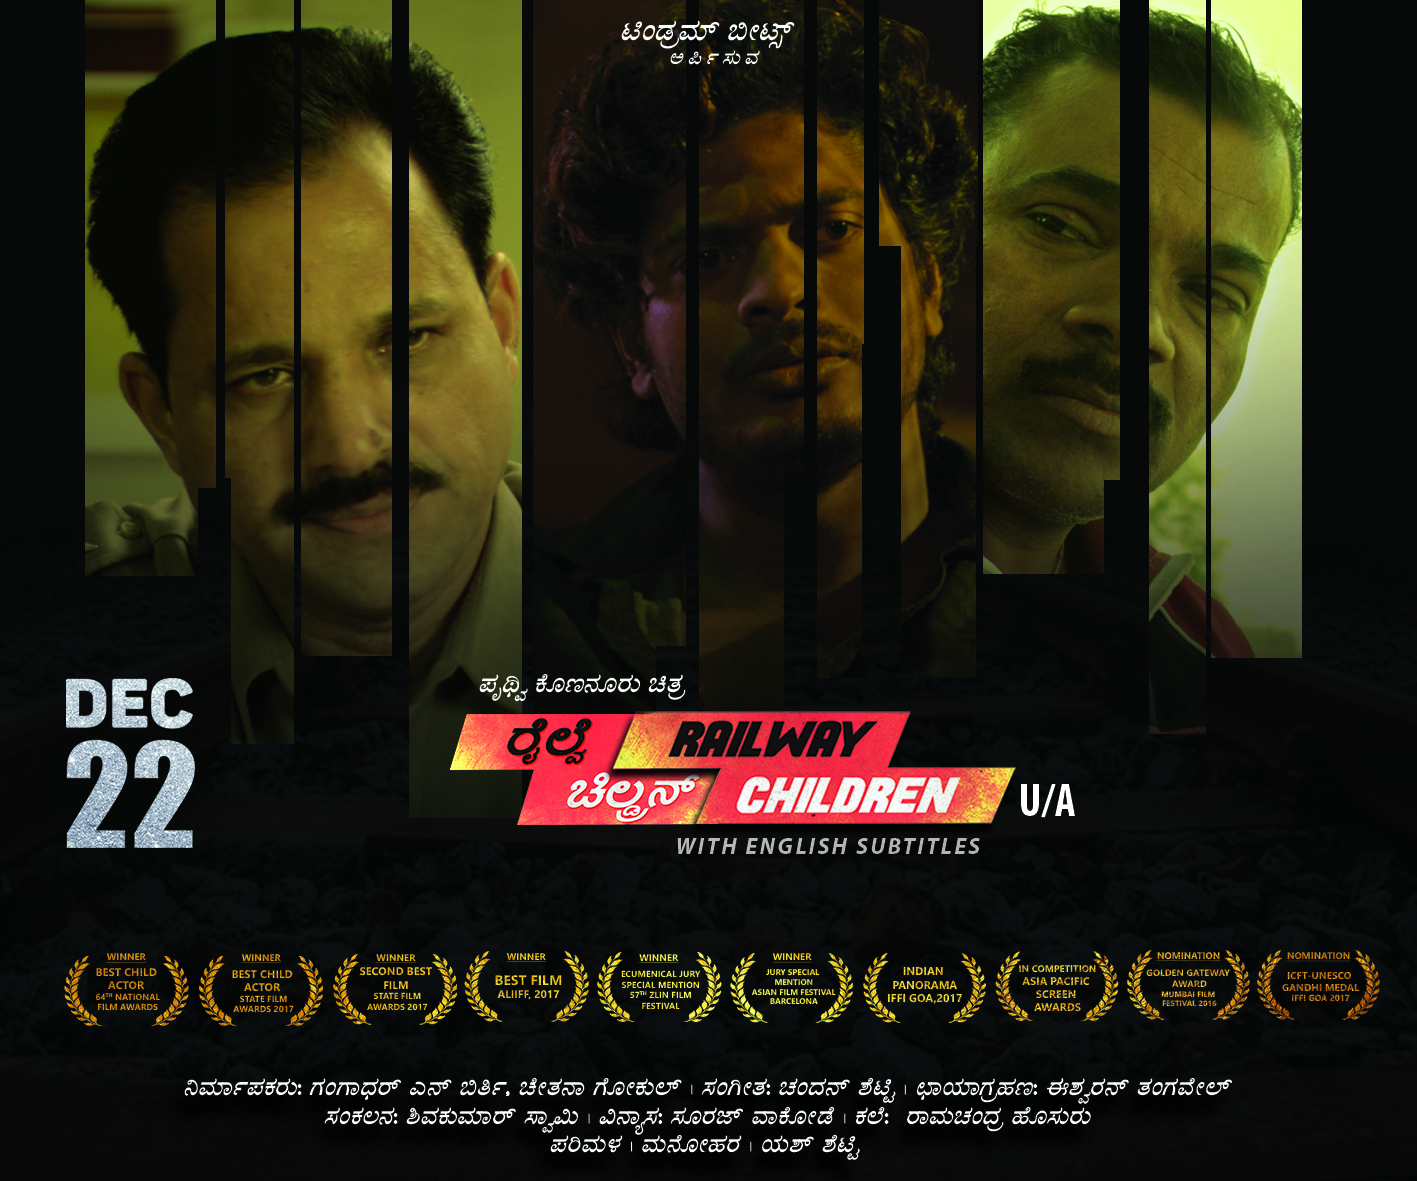 ಟೆಂಡ್ರಮ್ ಬೀಟ್ಸ್
ಅರ್ಪಿಸುವ
ಪೃಥ್ವಿ ಕೊಣನೂರು ಚಿತ್ರ
ರೈಲ್ವೆ RAILWAY
ಚಿಲ್ಡ್ರನ್ CHILDREN U/A
WITH ENGLISH SUBTITLES
DEC
22
WINNER
BEST CHILD
ACTOR
64TH NATIONAL
FILM AWARDS
WINNER
BEST CHILD
ACTOR
STATE FILM
AWARDS 2017
WINNER
SECOND BEST
FILM
STATE FILM
AWARDS 2017
WINNER
BEST FILM
ALIIFF, 2017
WINNER
ECUMENICAL JURY
SPECIAL MENTION
57TH ZLIN FILM
FESTIVAL
WINNER
JURY SPECIAL
MENTION
ASIAN FILM FESTIVAL
BARCELONA
INDIAN
PANORAMA
IFFI GOA,2017
IN COMPETITION
ASIA PACIFIC
SCREEN
AWARDS
NOMINATION
GOLDEN GATEWAY
AWARD
MUMBAI FILM
FESTIVAL 2016
NOMINATION
ICFT-UNESCO
GANDHI MEDAL
IFFI GOA 2017
ನಿರ್ಮಾಪಕರು: ಗಂಗಾಧರ್ ಎನ್ ಬಿರ್ತಿ, ಚೇತನಾ ಗೋಕುಲ್ | ಸಂಗೀತ: ಚಂದನ್ ಶೆಟ್ಟಿ | ಛಾಯಾಗ್ರಹಣ: ಈಶ್ವರನ್ ತಂಗವೇಲ್
ಸಂಕಲನ: ಶಿವಕುಮಾರ್ ಸ್ವಾಮಿ | ವಿನ್ಯಾಸ: ಸೂರಜ್ ವಾಕೋಡೆ | ಕಲೆ: ರಾಮಚಂದ್ರ ಹೊಸುರು
ಪರಿಮಳ | ಮನೋಹರ | ಯಶ್ ಶೆಟ್ಟಿ